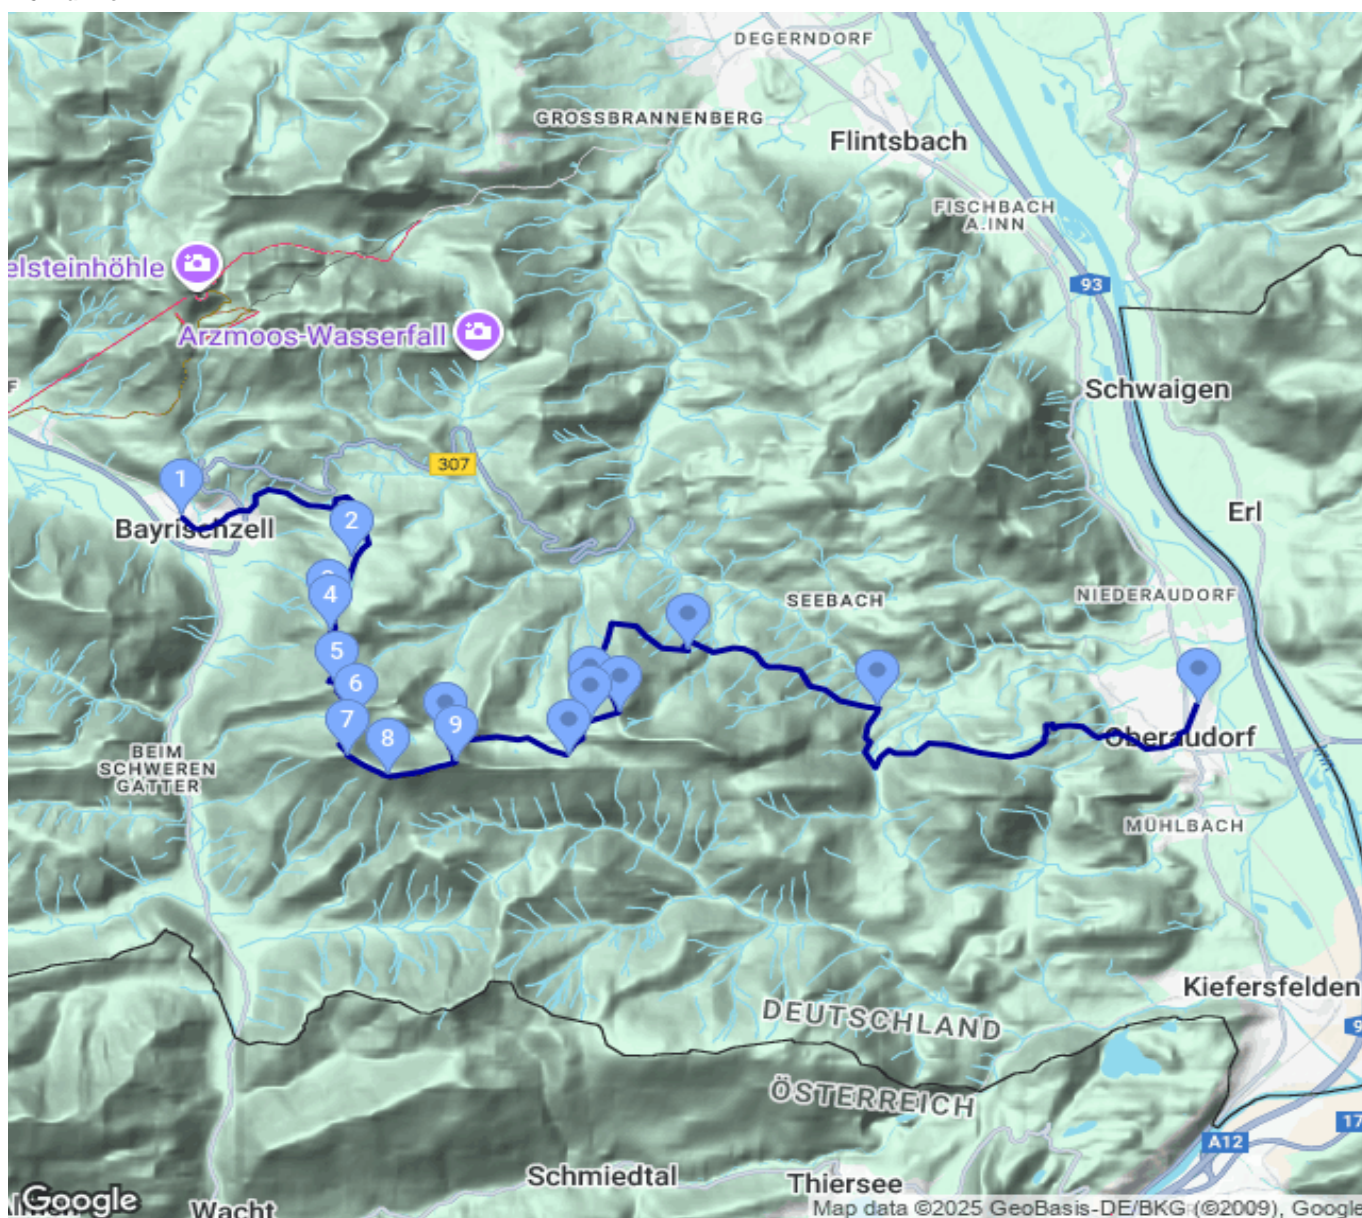 DEGERNDORF
GROSSBRANNENBERG
Flintsbach
FISCHBACH
A.INN
elsteinhöhle
93
Arzmoos-Wasserfall
F
Schwaigen
307
1
Bayrischzell
2
Erl
4
SEEBACH
NIEDERAUDORF
5
6
7
8
9
Oberaudorf
BEIM
SCHWEREN
GATTER
MÜHLBACH
Kiefersfelden
DEUTSCHLAND
9
ÖSTERREICH
17
A12
Schmiedtal
Thiersee
Google
Wacht
Map data ©2025 GeoBasis-DE/BKG (©2009), Google